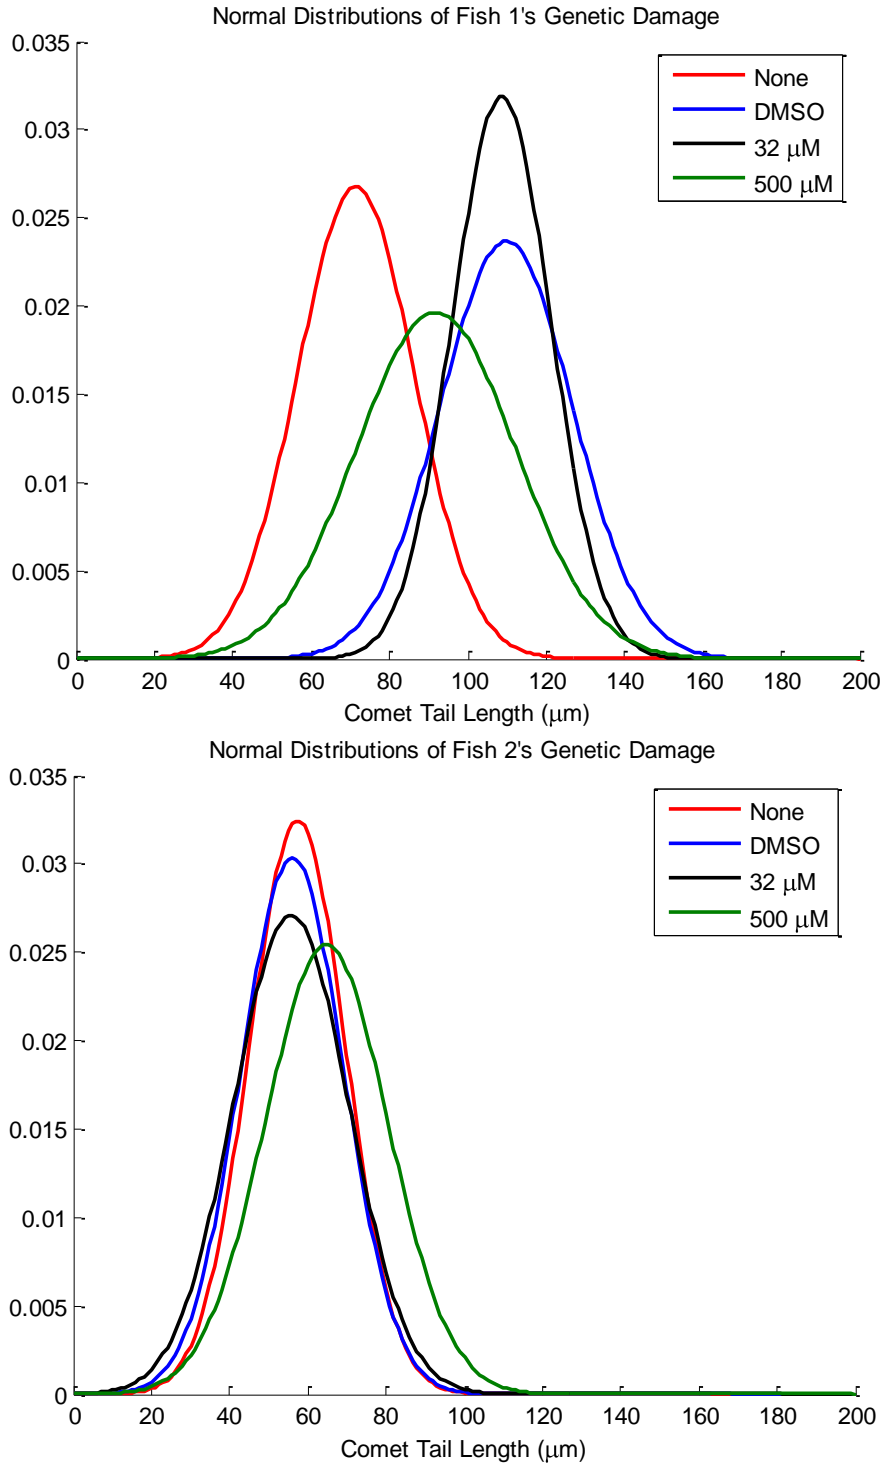 Normal Distributions of Fish 1's Genetic Damage
0.035
0.03
0.025
0.02
0.015
0.01
0.005
0
None
DMSO
32 μM
500 μM
0 20 40 60 80 100 120 140 160 180 200
Comet Tail Length (μm)
Normal Distributions of Fish 2's Genetic Damage
0.035
0.03
0.025
0.02
0.015
0.01
0.005
0
None
DMSO
32 μM
500 μM
0 20 40 60 80 100 120 140 160 180 200
Comet Tail Length (μm)